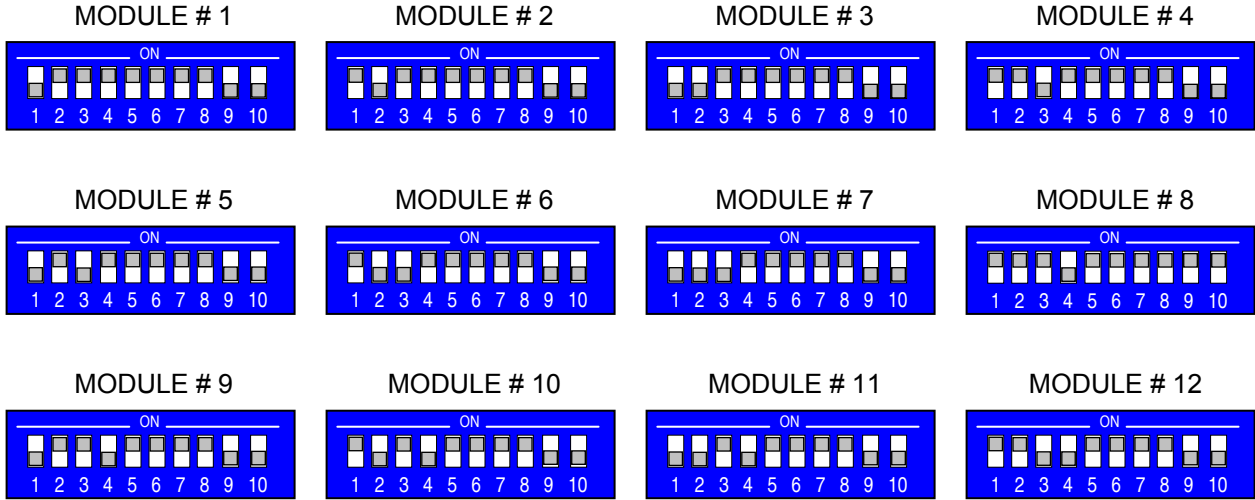 MODULE # 1 MODULE # 2 MODULE # 3 MODULE # 4
ON ON ON ON
1 2 3 4 5 6 7 8 9 10 1 2 3 4 5 6 7 8 9 10 1 2 3 4 5 6 7 8 9 10 1 2 3 4 5 6 7 8 9 10
MODULE # 5 MODULE # 6 MODULE # 7 MODULE # 8
ON ON ON ON
1 2 3 4 5 6 7 8 9 10 1 2 3 4 5 6 7 8 9 10 1 2 3 4 5 6 7 8 9 10 1 2 3 4 5 6 7 8 9 10
MODULE # 9 MODULE # 10 MODULE # 11 MODULE # 12
ON ON ON ON
1 2 3 4 5 6 7 8 9 10 1 2 3 4 5 6 7 8 9 10 1 2 3 4 5 6 7 8 9 10 1 2 3 4 5 6 7 8 9 10